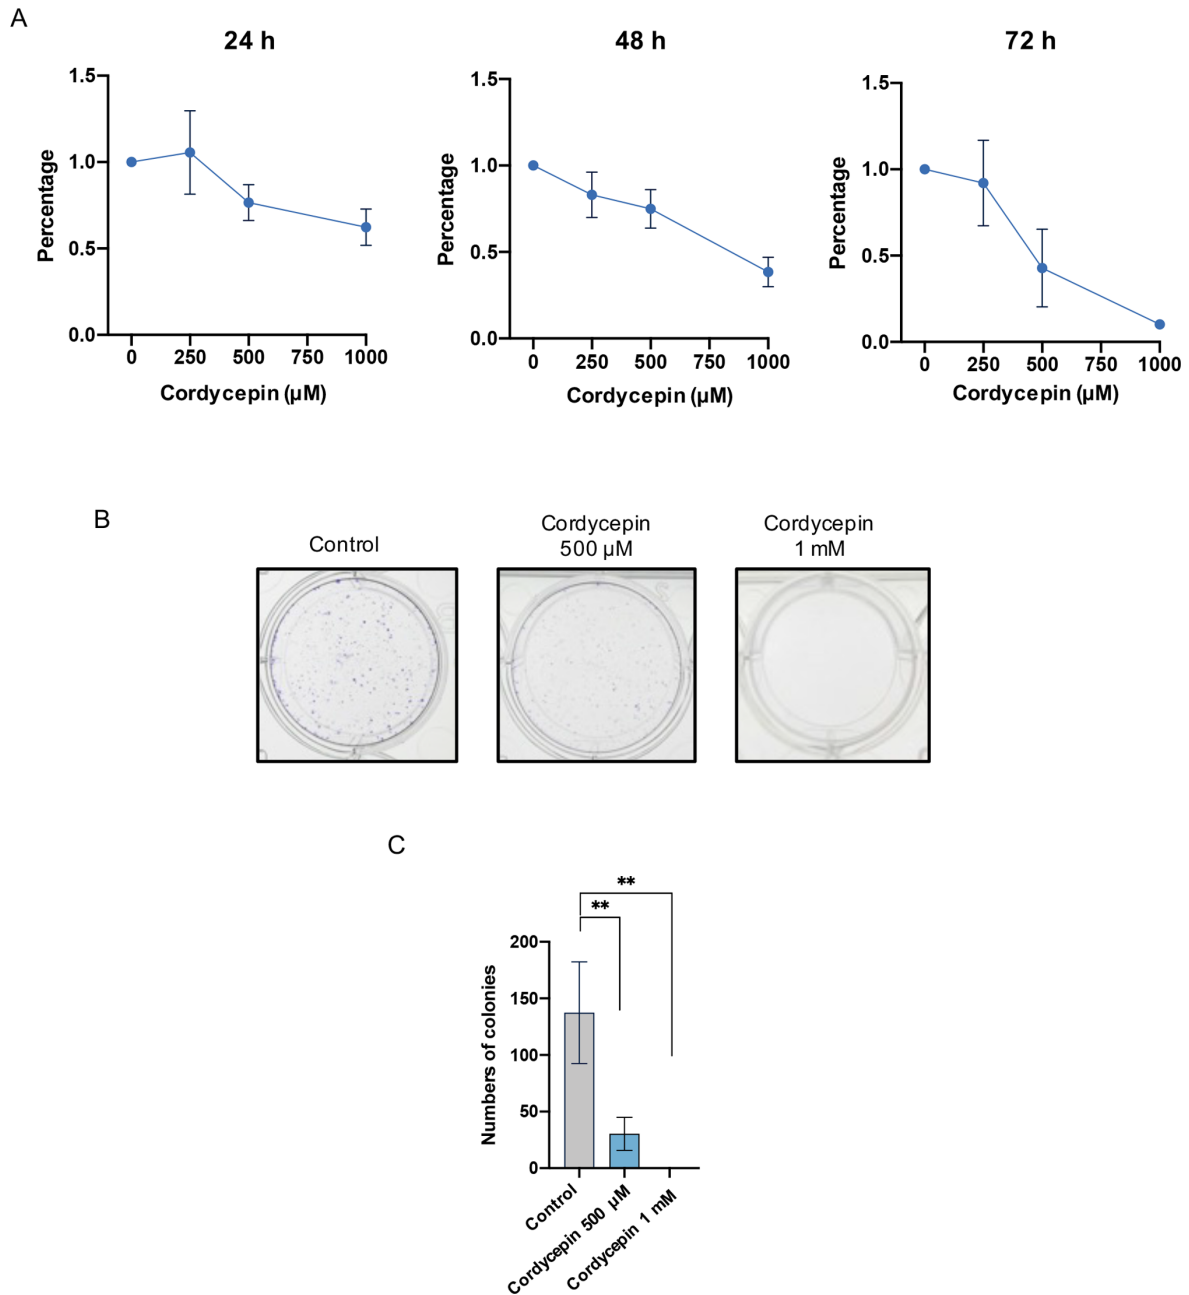 A
24 h
48 h
72 h
Percentage
1.5
1.0
0.5
0.0
0 250 500 750 1000
Cordycepin (µM)
Percentage
1.5
1.0
0.5
0.0
0 250 500 750 1000
Cordycepin (µM)
Percentage
1.5
1.0
0.5
0.0
0 250 500 750 1000
Cordycepin (µM)
B
Control
Cordycepin
500 µM
Cordycepin
1 mM
C
**
**
Numbers of colonies
200
150
100
50
0
Control
Cordycepin 500 µM
Cordycepin 1 mM